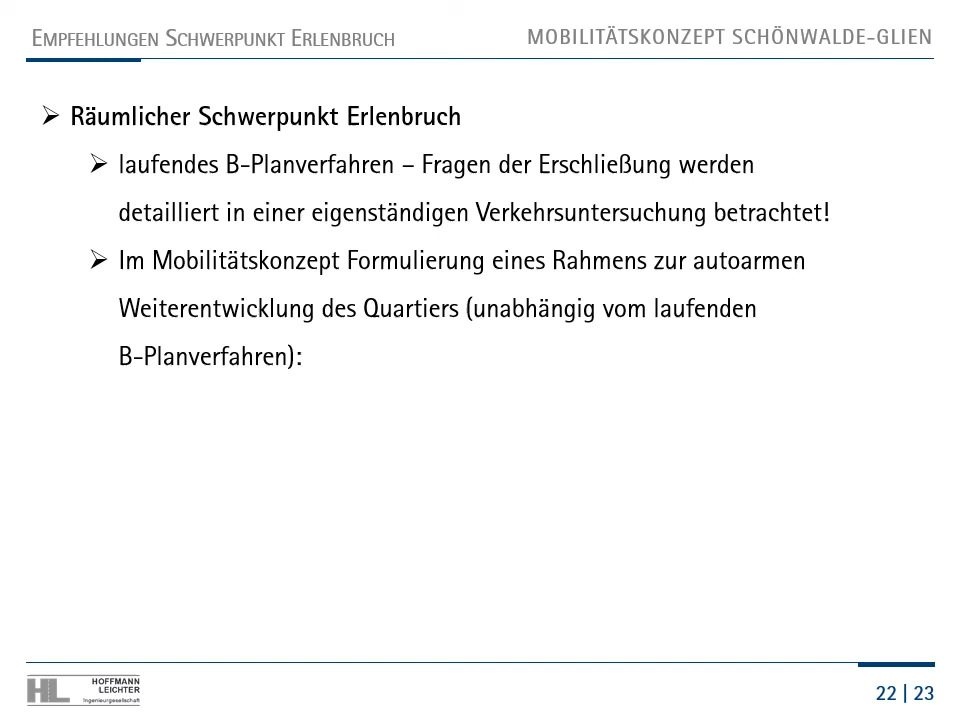 EMPFEHLUNGEN SCHWERPUNKT ERLENBRUCH
MOBILITÄTSKONZEPT SCHÖNWALDE-GLIEN
➢ Räumlicher Schwerpunkt Erlenbruch
➢ laufendes B-Planverfahren – Fragen der Erschließung werden
detailliert in einer eigenständigen Verkehrsuntersuchung betrachtet!
➢ Im Mobilitätskonzept Formulierung eines Rahmens zur autoarmen
Weiterentwicklung des Quartiers (unabhängig vom laufenden
B-Planverfahren):
HL
HOFFMANN
LEICHTER
Ingenieurgesellschaft
22 | 23